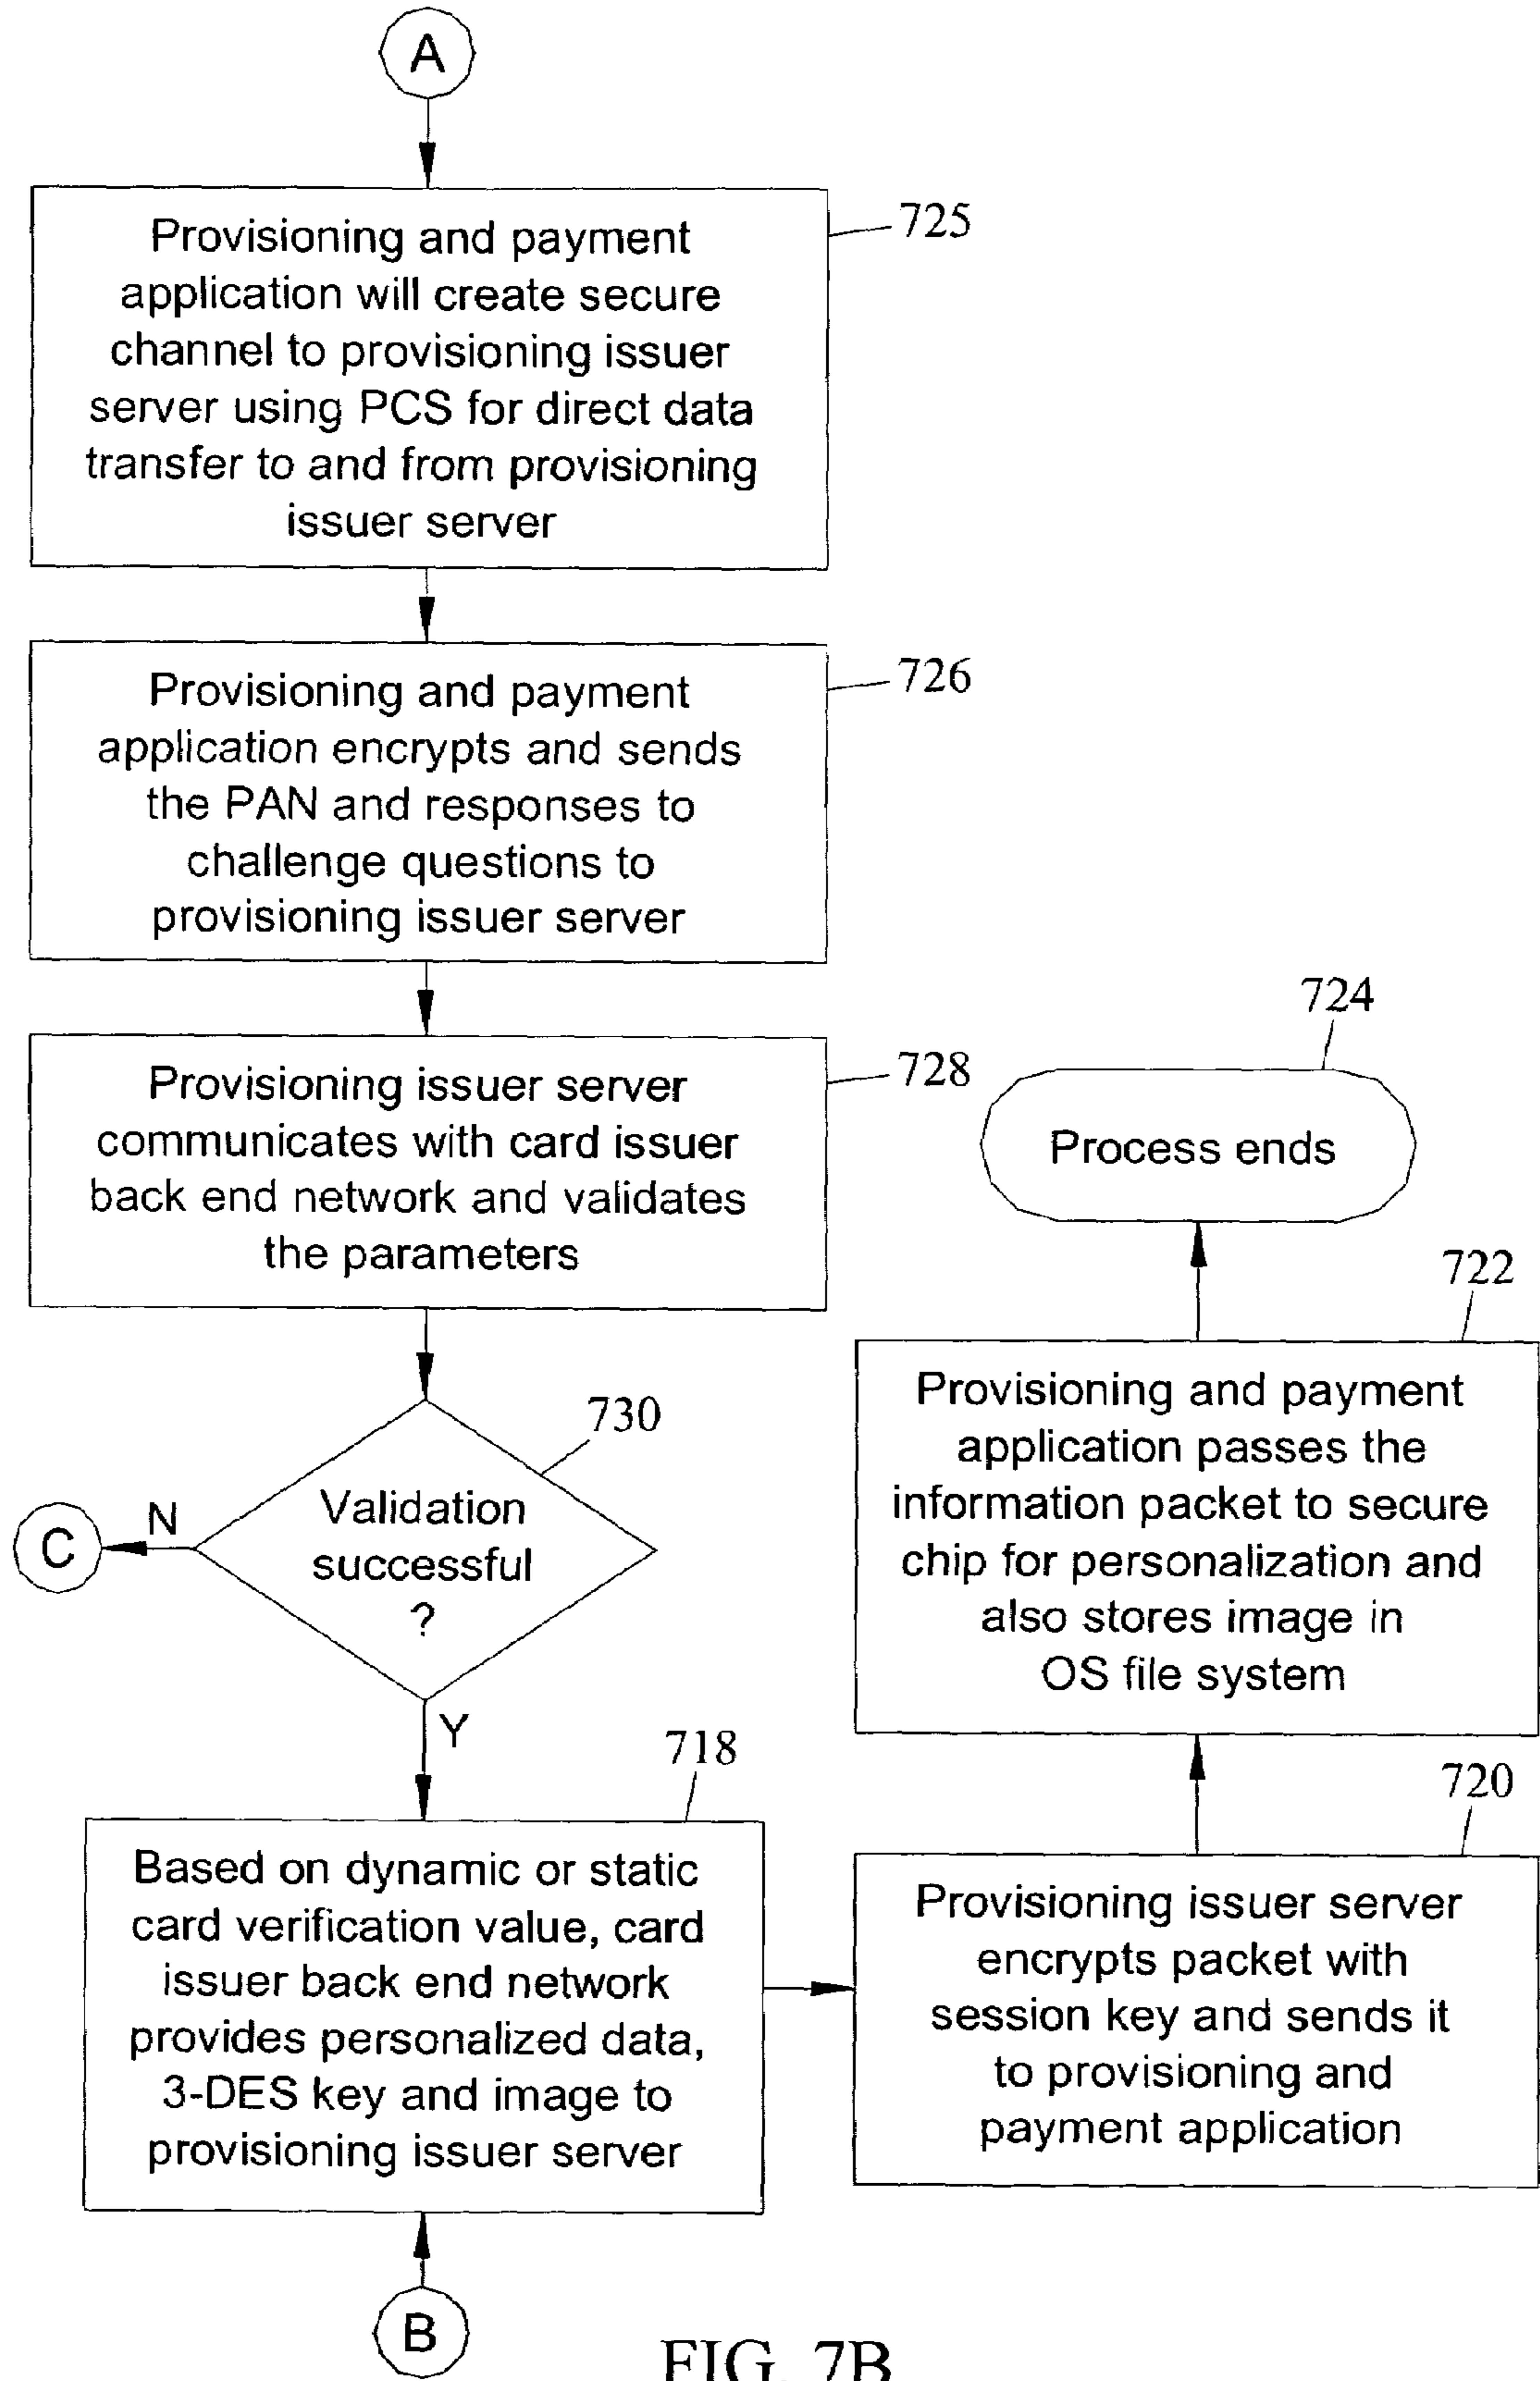 A
Provisioning and payment
application will create secure
channel to provisioning issuer
server using PCS for direct data
transfer to and from provisioning
issuer server
725
Provisioning and payment
application encrypts and sends
the PAN and responses to
challenge questions to
provisioning issuer server
726
Provisioning issuer server
communicates with card issuer
back end network and validates
the parameters
728
Validation
successful
?
730
N
C
Y
Based on dynamic or static
card verification value, card
issuer back end network
provides personalized data,
3-DES key and image to
provisioning issuer server
718
B
Provisioning issuer server
encrypts packet with
session key and sends it
to provisioning and
payment application
720
Provisioning and payment
application passes the
information packet to secure
chip for personalization and
also stores image in
OS file system
722
Process ends
724
FIG. 7B